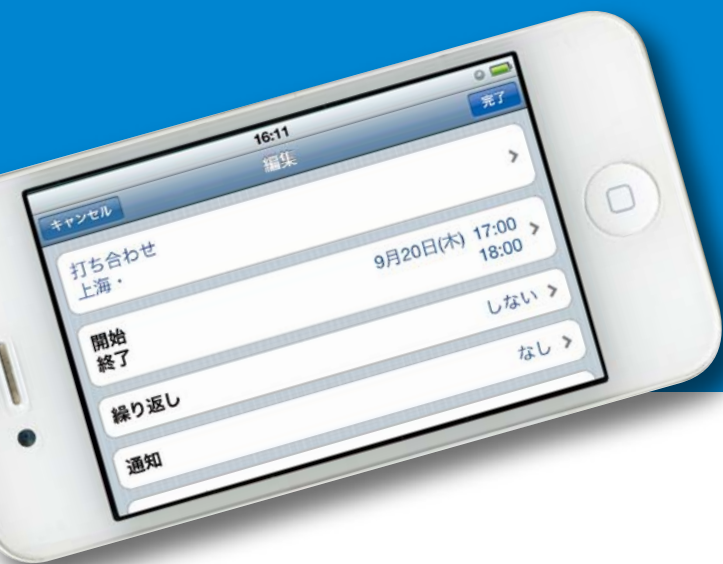 16:11
キャンセル
編集
完了
打ち合わせ
上海・
開始 9月20日(木) 17:00
終了 18:00
繰り返し しない
通知 なし